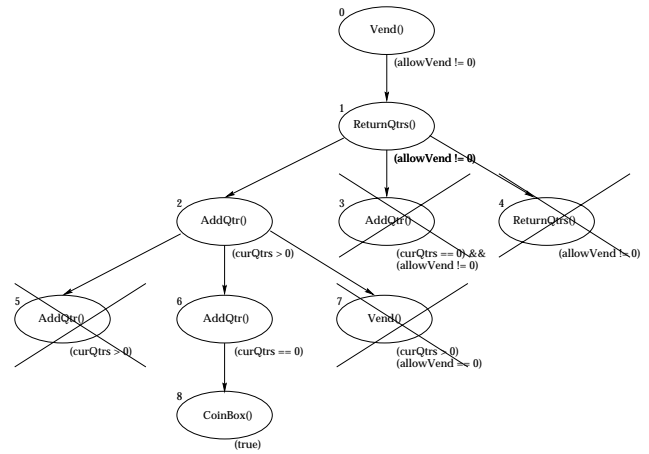 0
Vend()
(allowVend != 0)
1
ReturnQtrs()
(allowVend != 0)
2
AddQtr()
(curQtrs > 0)
3
AddQtr()
(curQtrs == 0) &&
(allowVend != 0)
4
ReturnQtrs()
(allowVend != 0)
5
AddQtr()
(curQtrs > 0)
6
AddQtr()
(curQtrs == 0)
7
Vend()
(curQtrs > 0)
(allowVend == 0)
8
CoinBox()
(true)